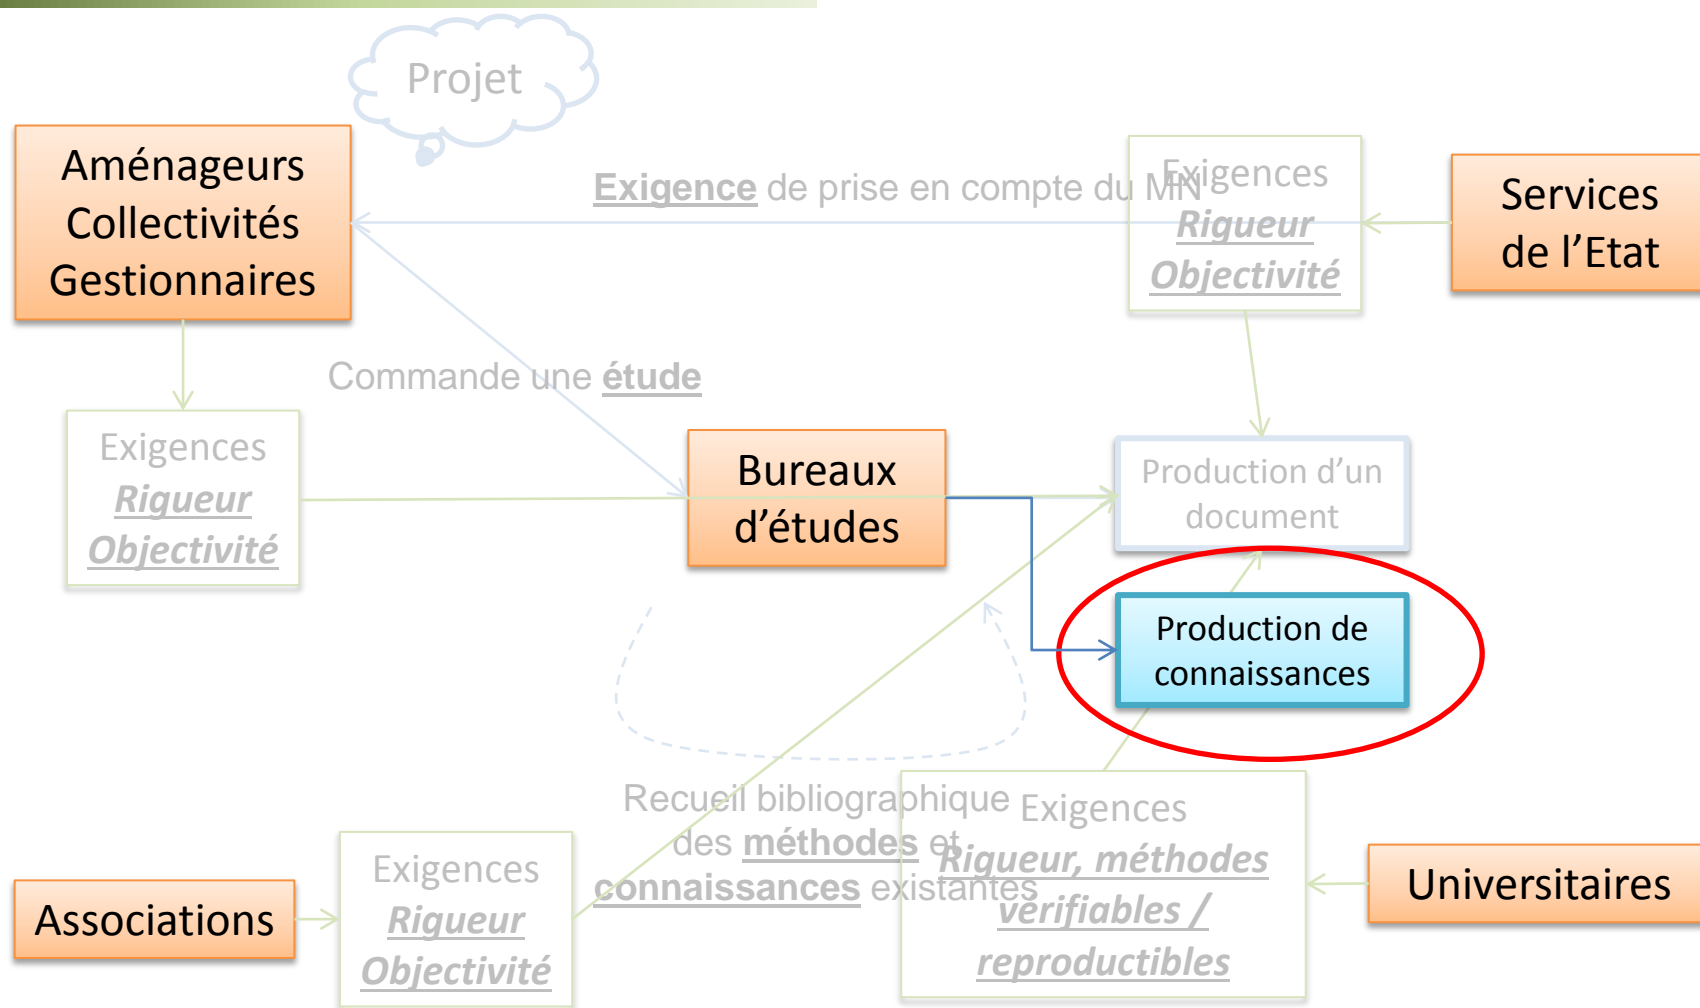 Projet
Aménageurs
Collectivités
Gestionnaires
Exigence de prise en compte du MN
Exigences
Rigueur
Objectivité
Services
de l’Etat
Commande une étude
Exigences
Rigueur
Objectivité
Bureaux
d’études
Production d’un
document
Production de
connaissances
Recueil bibliographique
des méthodes et
connaissances existantes
Exigences
Rigueur, méthodes
vérifiables /
reproductibles
Universitaires
Associations
Exigences
Rigueur
Objectivité